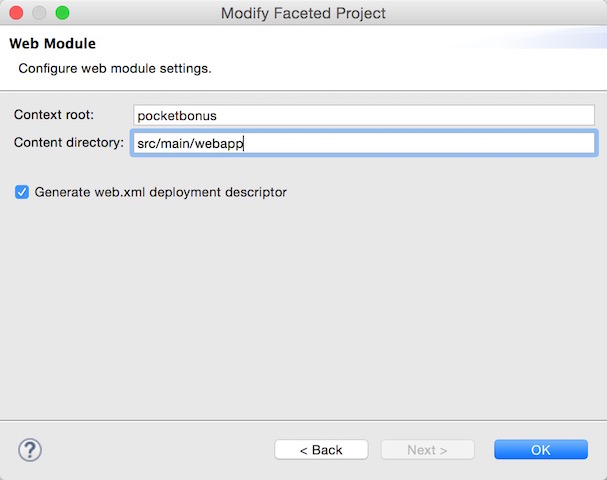 Modify Faceted Project
Web Module
Configure web module settings.
Context root: pocketbonus
Content directory: src/main/webapp
Generate web.xml deployment descriptor
?
< Back Next > OK